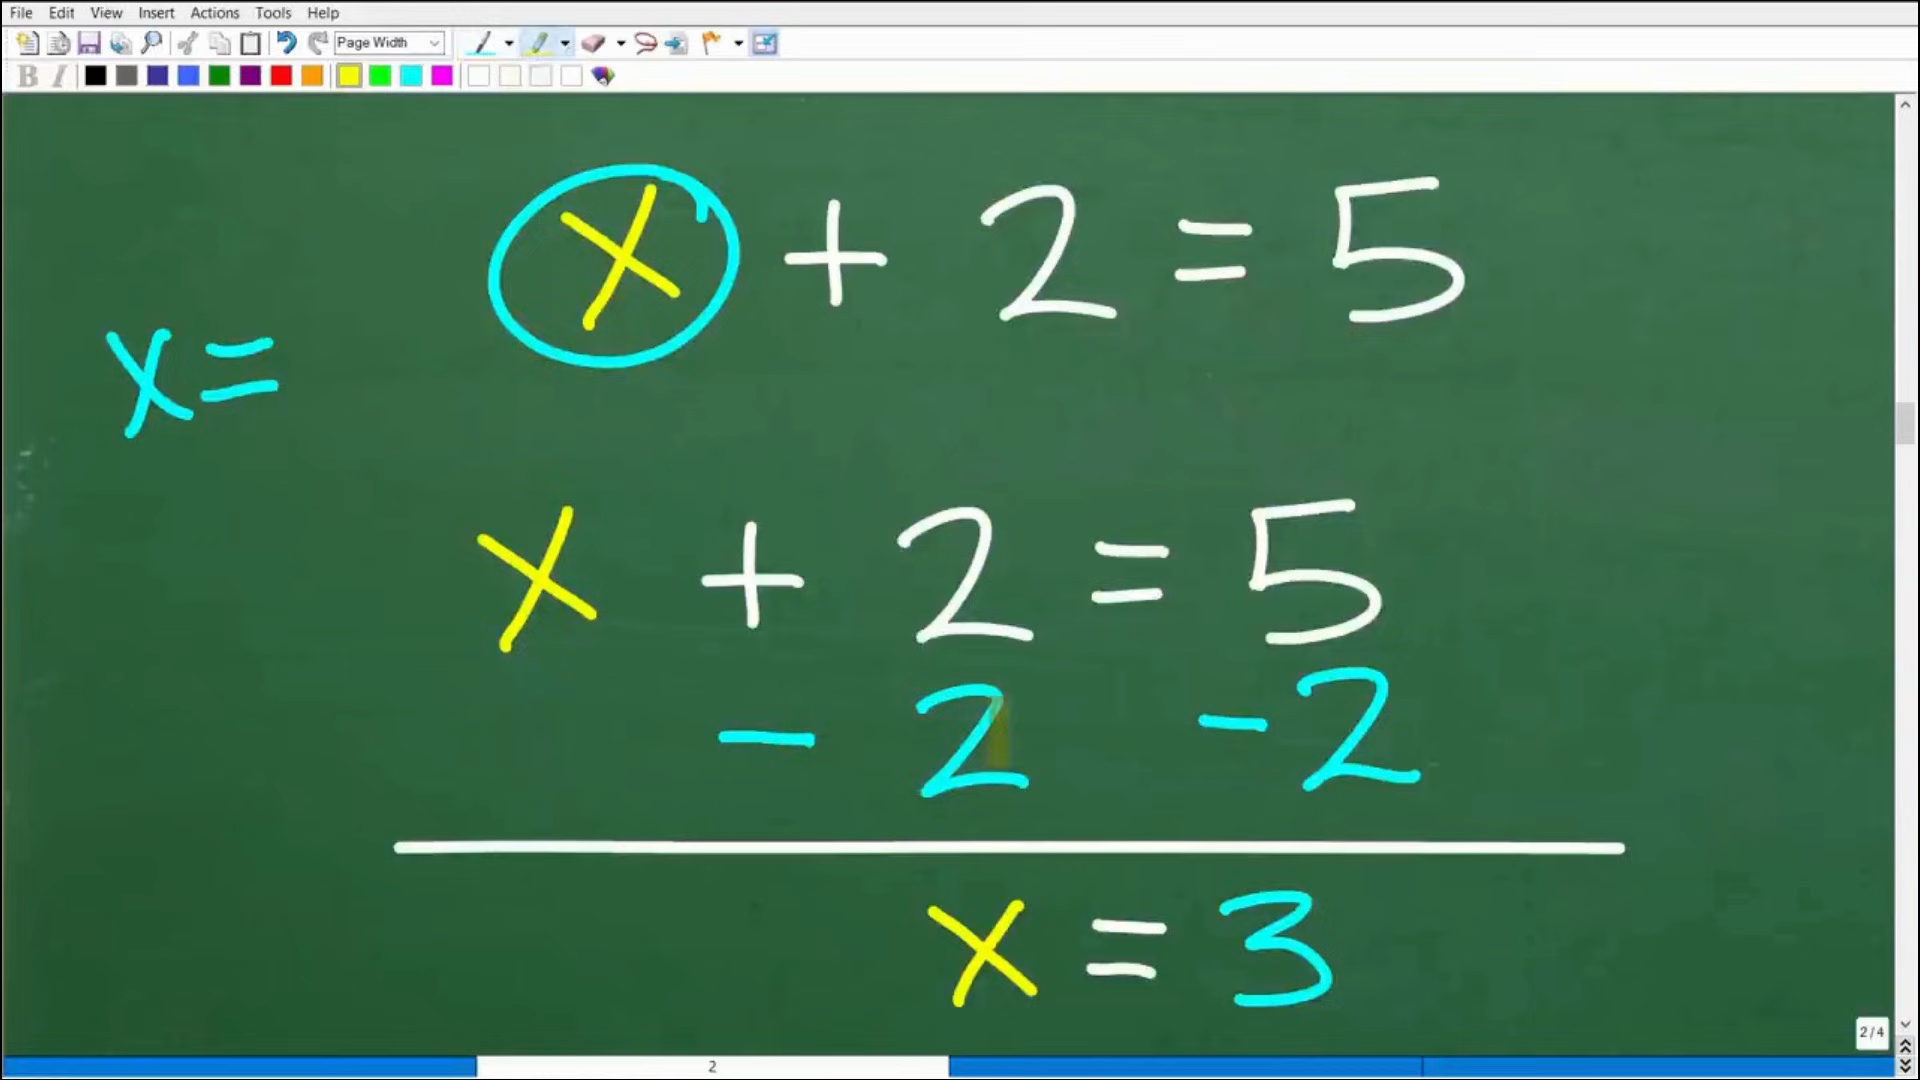 File Edit View Insert Actions Tools Help
Page Width
B I
x + 2 = 5
x =
x + 2 = 5
- 2 - 2
x = 3
2 / 4
2